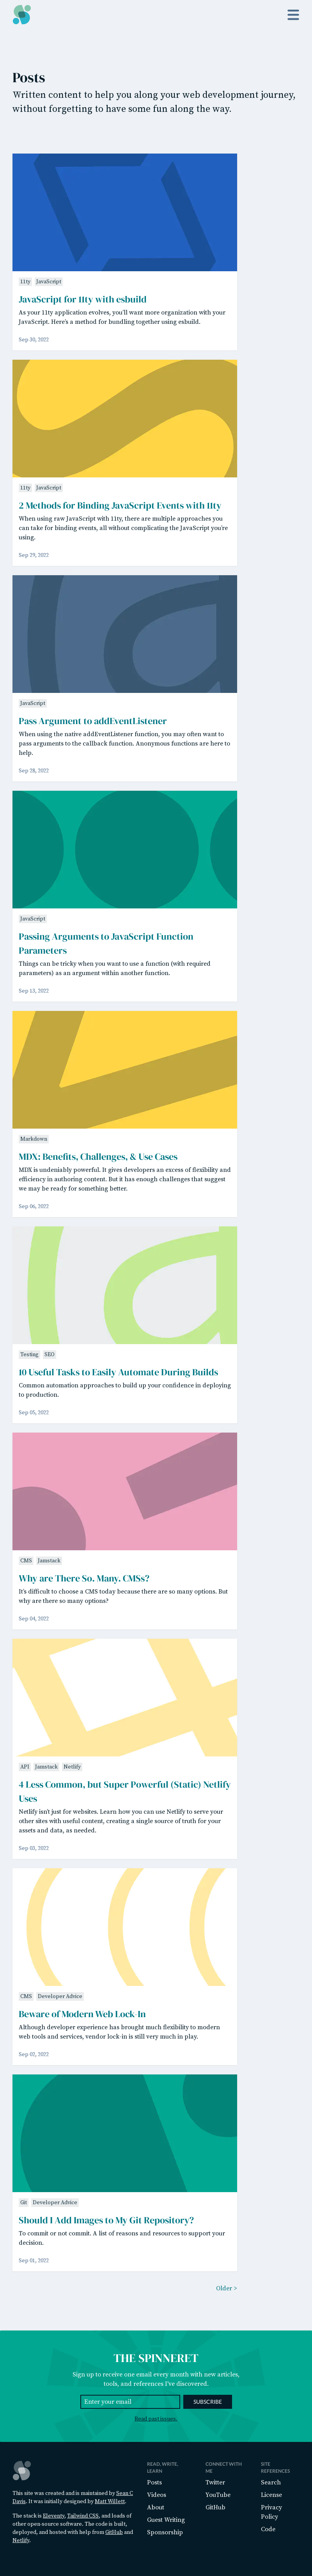 Posts
Written content to help you along your web development journey,
without forgetting to have some fun along the way.
11ty JavaScript
JavaScript for 11ty with esbuild
As your 11ty application evolves, you'll want more organization with your
JavaScript. Here's a method for bundling together using esbuild.
Sep 30, 2022
11ty JavaScript
2 Methods for Binding JavaScript Events with 11ty
When using raw JavaScript with 11ty, there are multiple approaches you
can take for binding events, all without complicating the JavaScript you're
using.
Sep 29, 2022
JavaScript
Pass Argument to addEventListener
When using the native addEventListener function, you may often want to
pass arguments to the callback function. Anonymous functions are here to
help.
Sep 28, 2022
JavaScript
Passing Arguments to JavaScript Function
Parameters
Things can be tricky when you want to use a function (with required
parameters) as an argument within another function.
Sep 13, 2022
Markdown
MDX: Benefits, Challenges, & Use Cases
MDX is undeniably powerful. It gives developers an excess of flexibility and
efficiency in authoring content. But it has enough challenges that suggest
we may be ready for something better.
Sep 06, 2022
Testing SEO
10 Useful Tasks to Easily Automate During Builds
Common automation approaches to build up your confidence in deploying
to production.
Sep 05, 2022
CMS Jamstack
Why are There So. Many. CMSs?
It's difficult to choose a CMS today because there are so many options. But
why are there so many options?
Sep 04, 2022
API Jamstack Netlify
4 Less Common, but Super Powerful (Static) Netlify
Uses
Netlify isn't just for websites. Learn how you can use Netlify to serve your
other sites with useful content, creating a single source of truth for your
assets and data, as needed.
Sep 03, 2022
CMS Developer Advice
Beware of Modern Web Lock-In
Although developer experience has brought much flexibility to modern
web tools and services, vendor lock-in is still very much in play.
Sep 02, 2022
Git Developer Advice
Should I Add Images to My Git Repository?
To commit or not commit. A list of reasons and resources to support your
decision.
Sep 01, 2022
Older >
THE SPINNERET
Sign up to receive one email every month with new articles,
tools, and references I've discovered.
Enter your email
SUBSCRIBE
Read past issues.
This site was created and is maintained by Sean C
Davis. It was initially designed by Matt Willett.
The stack is Eleventy, Tailwind CSS, and loads of
other open source software. The code is built,
deployed, and hosted with help from GitHub and
Netlify.
READ, WRITE,
LEARN
Posts
Videos
About
Guest Writing
Sponsorship
CONNECT WITH
ME
Twitter
YouTube
GitHub
SITE
REFERENCES
Search
License
Privacy
Policy
Code